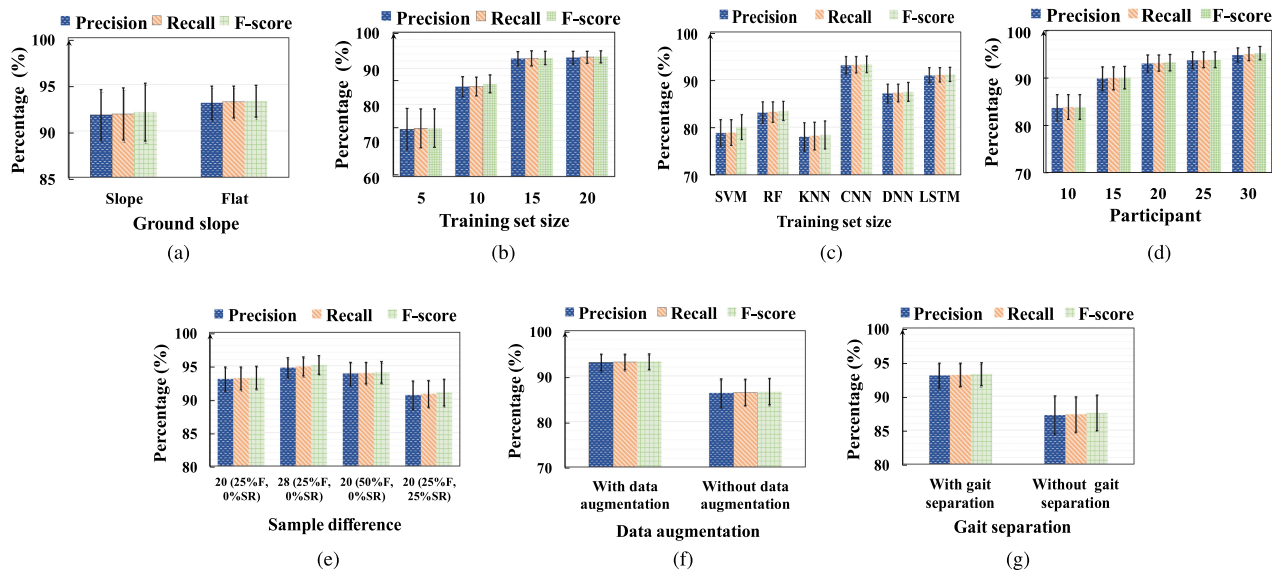 Precision Recall F-score
100
95
90
85
Percentage (%)
Slope Flat
Ground slope
(a)
Precision Recall F-score
100
90
80
70
60
Percentage (%)
5 10 15 20
Training set size
(b)
Precision Recall F-score
100
90
80
70
Percentage (%)
SVM RF KNN CNN DNN LSTM
Training set size
(c)
Precision Recall F-score
100
90
80
70
Percentage (%)
10 15 20 25 30
Participant
(d)
Precision Recall F-score
100
95
90
85
80
Percentage (%)
20 (25%F, 28 (25%F, 20 (50%F, 20 (25%F,
0%SR) 0%SR) 0%SR) 25%SR)
Sample difference
(e)
Precision Recall F-score
100
90
80
70
Percentage (%)
With data Without data
augmentation augmentation
Data augmentation
(f)
Precision Recall F-score
100
95
90
85
80
Percentage (%)
With gait Without gait
separation separation
Gait separation
(g)